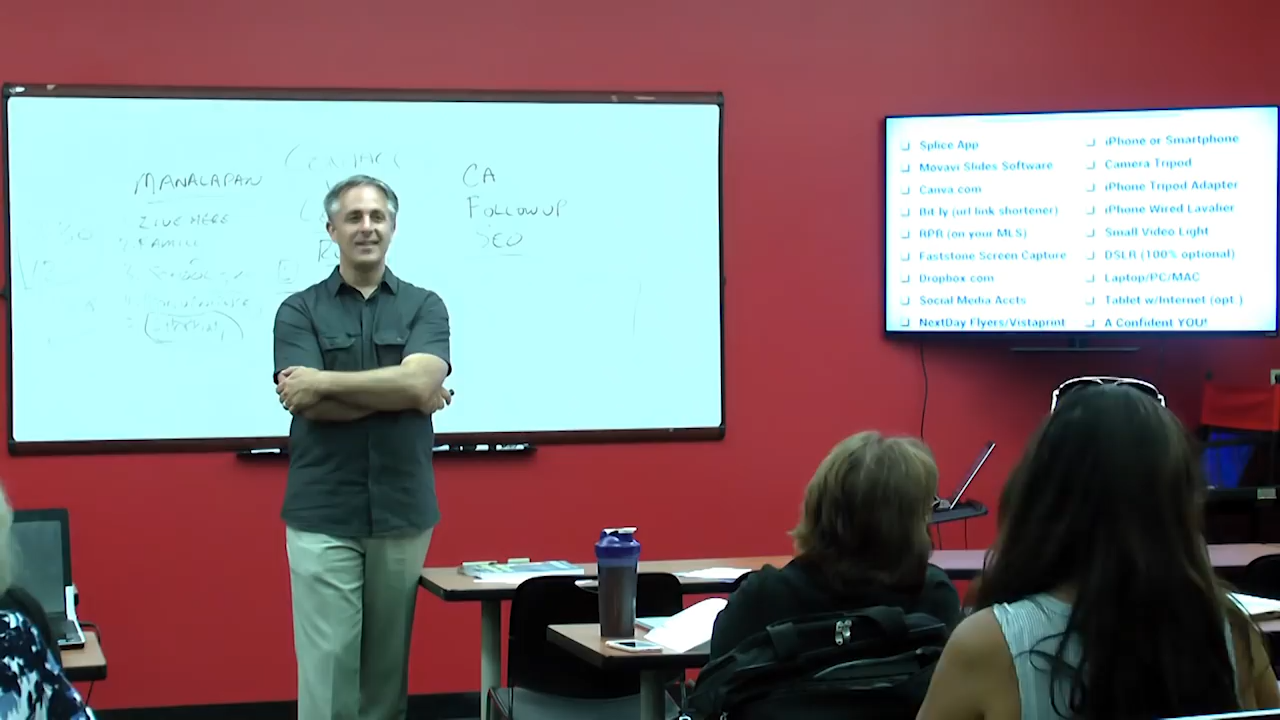 MANALAPAN
LIVE HERE
FAMILY
CA
FOLLOWUP
SEO
❏ Splice App
❏ Movavi Slides Software
❏ Canva.com
❏ Bit.ly (url link shortener)
❏ RPR (on your MLS)
❏ Faststone Screen Capture
❏ Dropbox.com
❏ Social Media Accts
❏ NextDay Flyers/Vistaprint
❏ iPhone or Smartphone
❏ Camera Tripod
❏ iPhone Tripod Adapter
❏ iPhone Wired Lavalier
❏ Small Video Light
❏ DSLR (100% optional)
❏ Laptop/PC/MAC
❏ Tablet w/Internet (opt.)
❏ A Confident YOU!